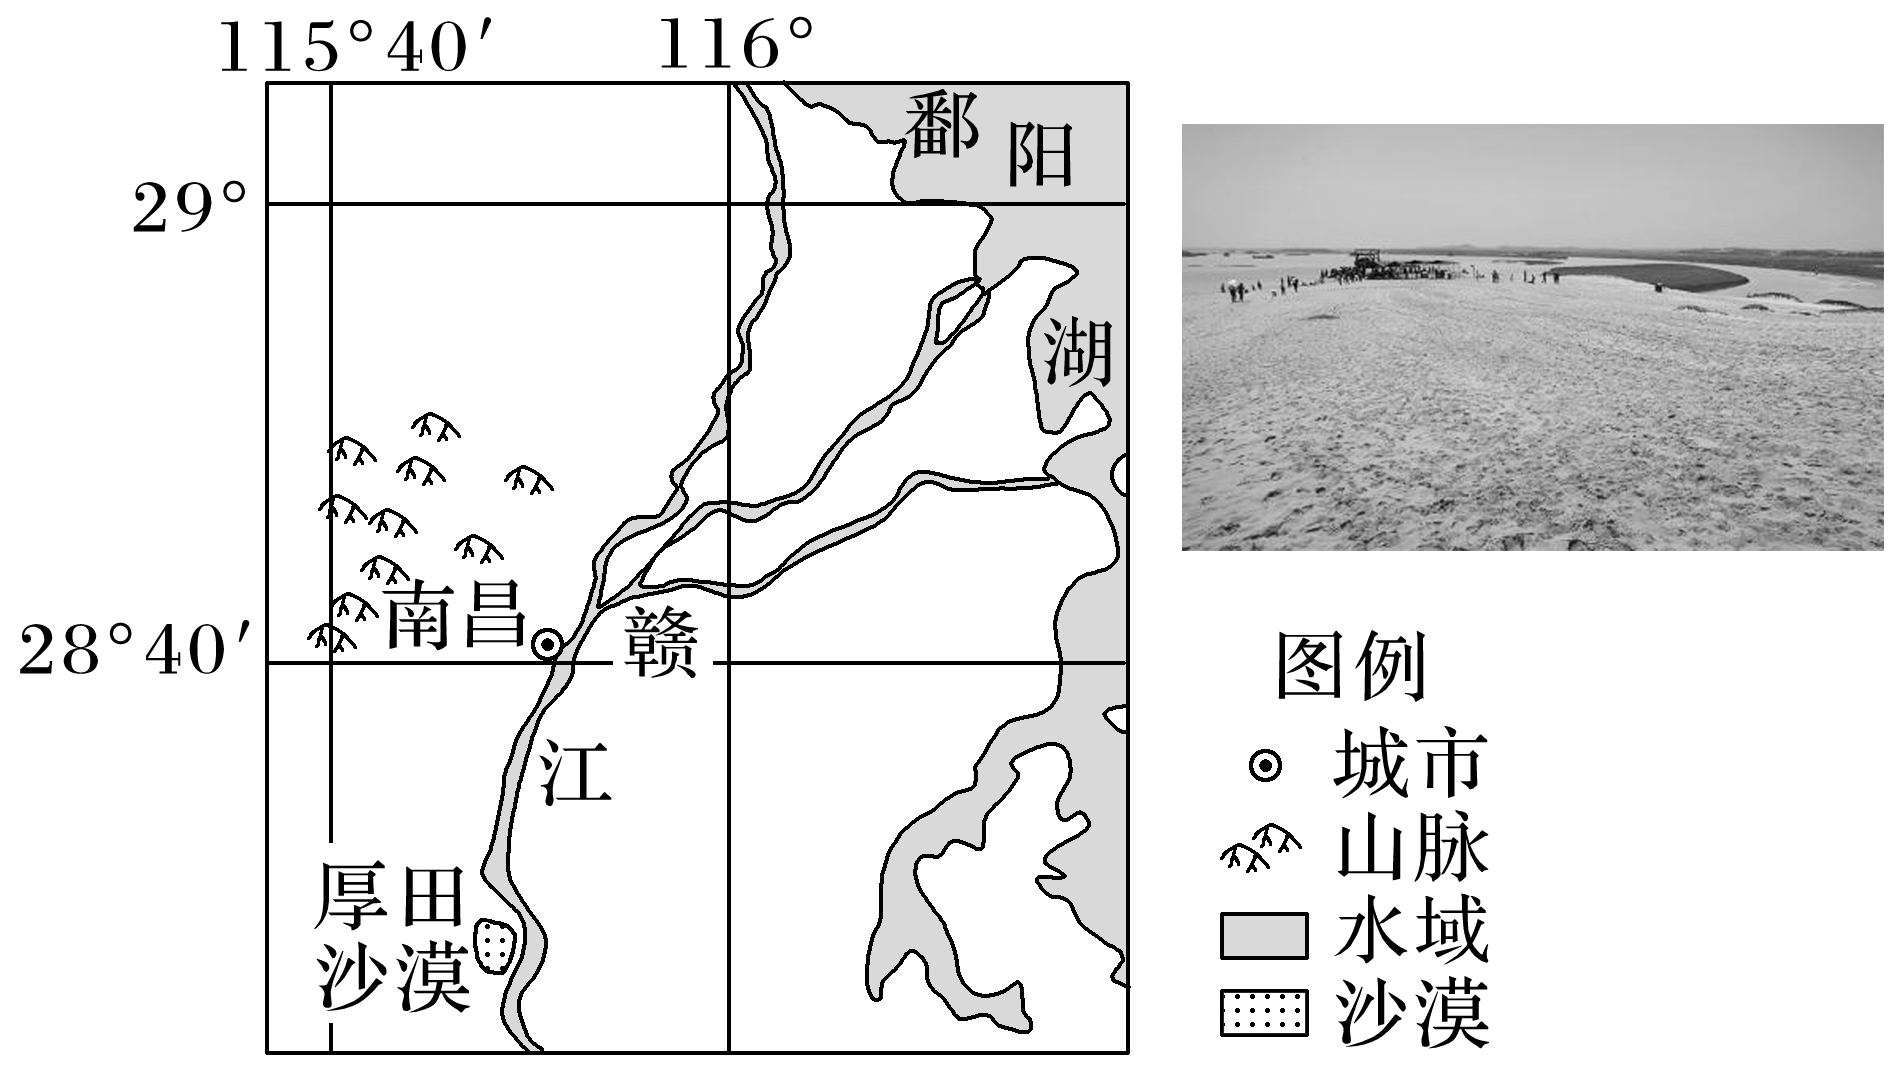 115°40′ 116°
鄱阳
29°
湖
南昌
28°40′
赣
江
厚田
沙漠
图例
城市
山脉
水域
沙漠